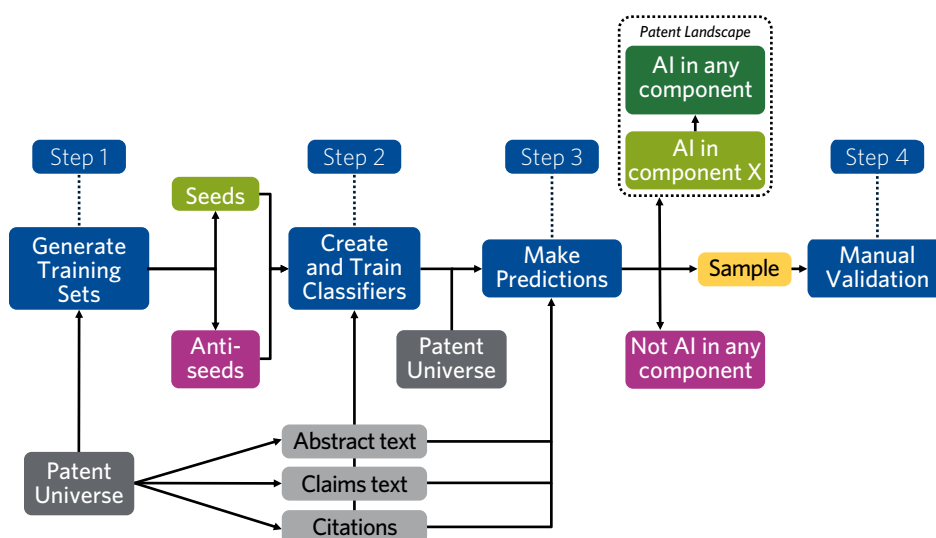 Patent Landscape
AI in any
component
AI in
component X
Step 1
Step 2
Step 3
Step 4
Seeds
Generate
Training
Sets
Create
and Train
Classifiers
Make
Predictions
Sample
Manual
Validation
Anti-
seeds
Patent
Universe
Not AI in any
component
Abstract text
Patent
Universe
Claims text
Citations